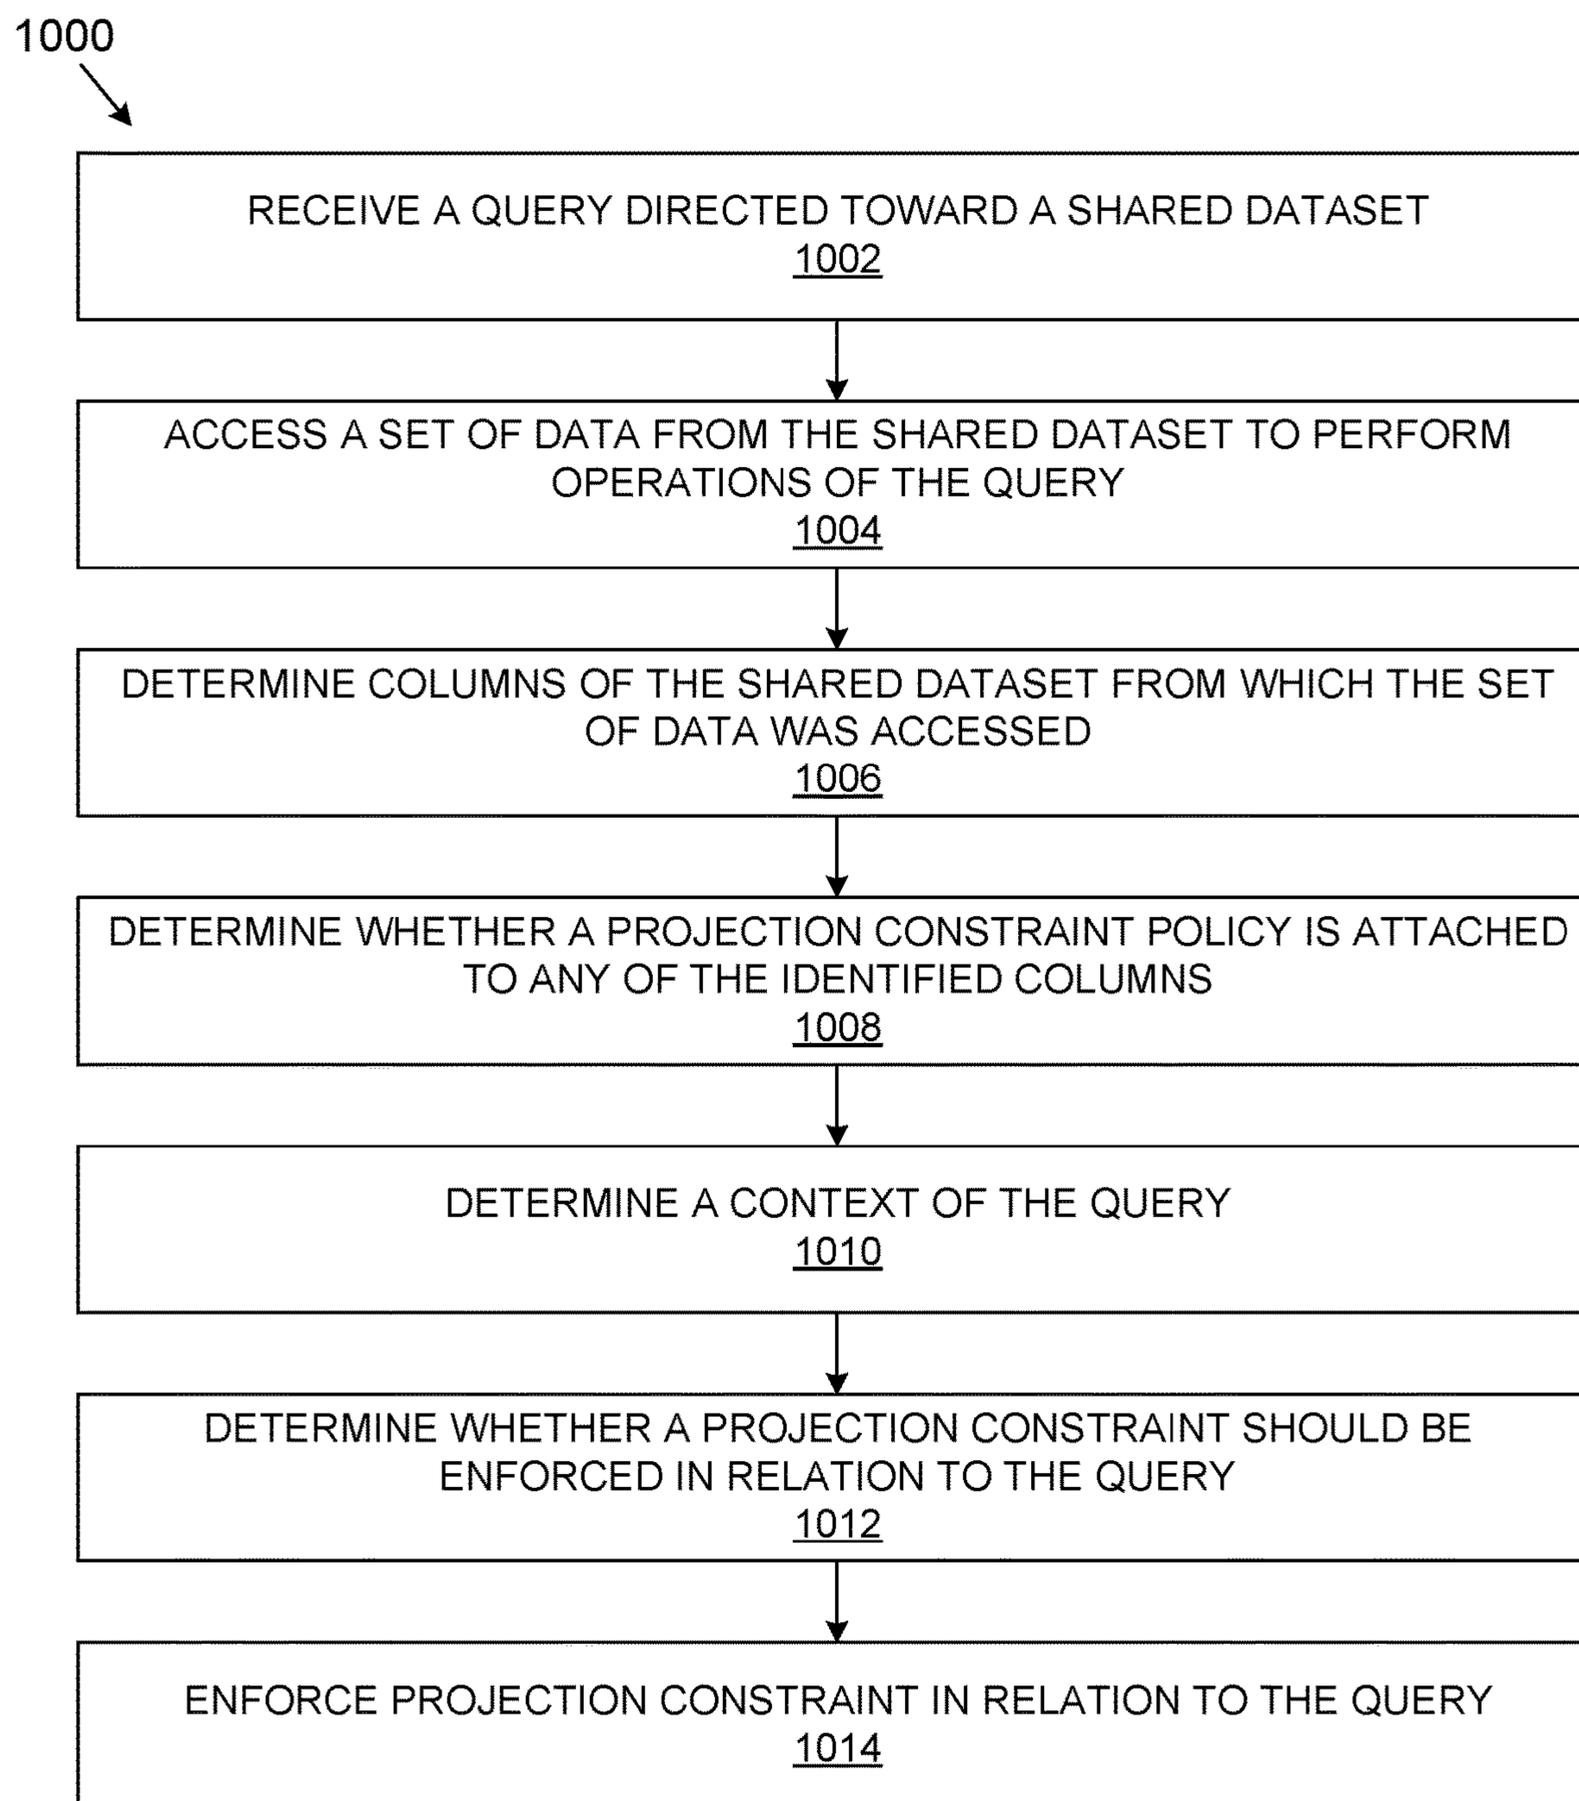 1000
RECEIVE A QUERY DIRECTED TOWARD A SHARED DATASET
1002
ACCESS A SET OF DATA FROM THE SHARED DATASET TO PERFORM
OPERATIONS OF THE QUERY
1004
DETERMINE COLUMNS OF THE SHARED DATASET FROM WHICH THE SET
OF DATA WAS ACCESSED
1006
DETERMINE WHETHER A PROJECTION CONSTRAINT POLICY IS ATTACHED
TO ANY OF THE IDENTIFIED COLUMNS
1008
DETERMINE A CONTEXT OF THE QUERY
1010
DETERMINE WHETHER A PROJECTION CONSTRAINT SHOULD BE
ENFORCED IN RELATION TO THE QUERY
1012
ENFORCE PROJECTION CONSTRAINT IN RELATION TO THE QUERY
1014